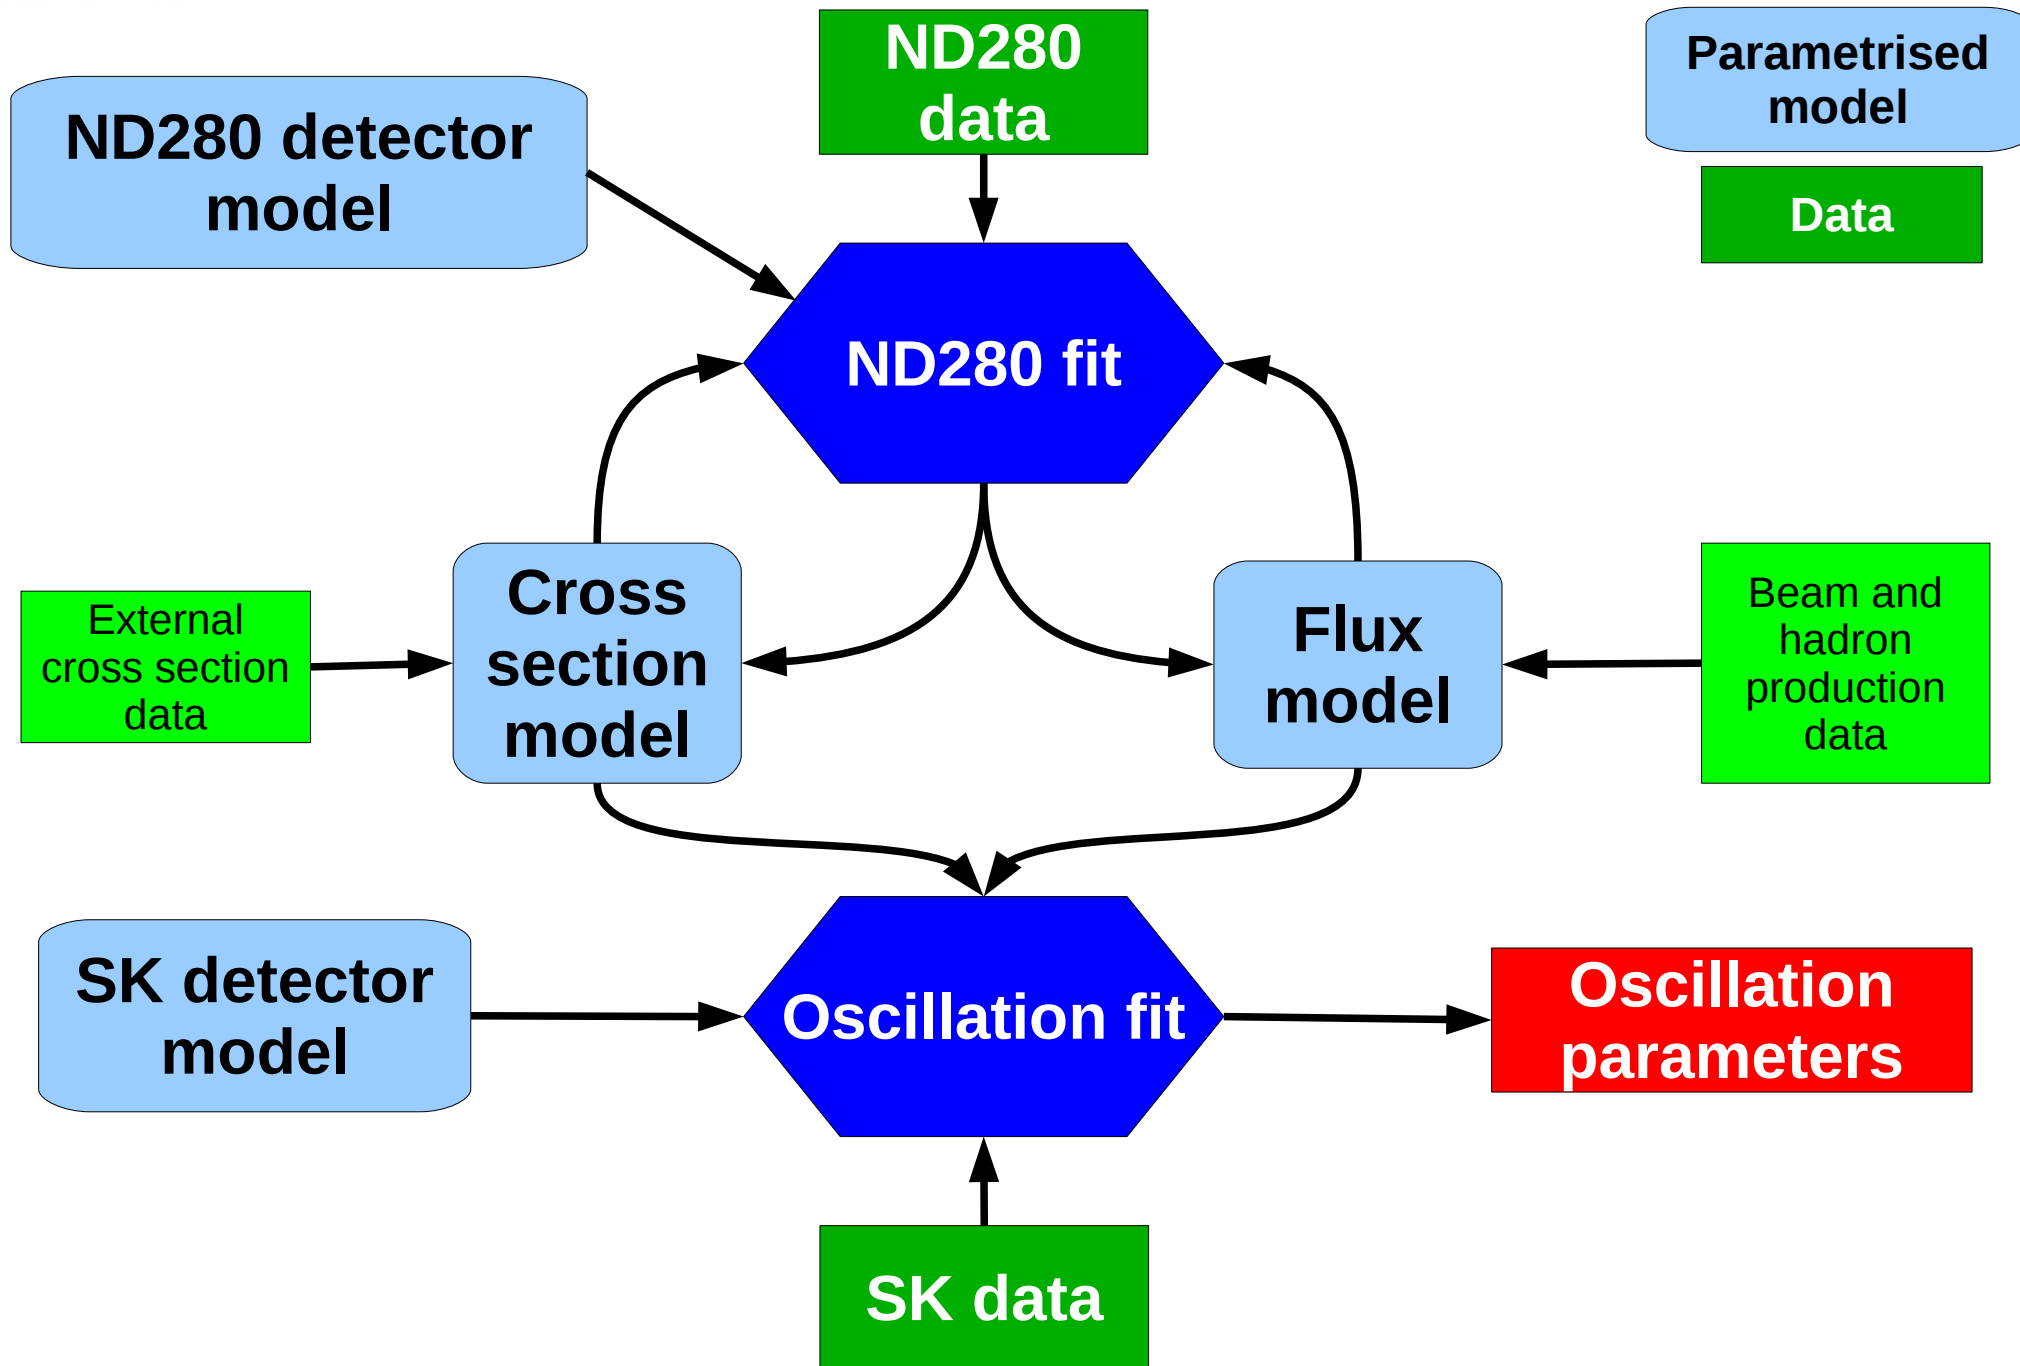 ND280
data
Parametrised
model
ND280 detector
model
Data
ND280 fit
External
cross section
data
Cross
section
model
Flux
model
Beam and
hadron
production
data
SK detector
model
Oscillation fit
Oscillation
parameters
SK data